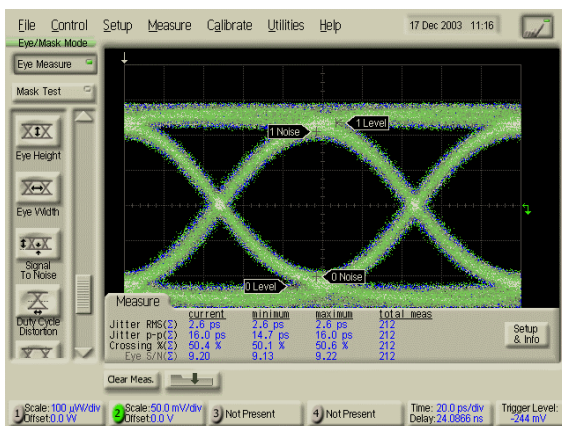 File Control Setup Measure Calibrate Utilities Help 17 Dec 2003 11:16
Eye/Mask Mode
Eye Measure
Mask Test
Eye Height
Eye Width
Signal
To Noise
Duty Cycle
Distortion
1 Noise
1 Level
0 Level
0 Noise
Measure
current minimum maximum total meas
Jitter RMS(Σ) 2.6 ps 2.6 ps 2.6 ps 212
Jitter p-p(Σ) 16.0 ps 14.7 ps 16.0 ps 212
Crossing %(Σ) 50.4 % 50.1 % 50.6 % 212
Eye S/N(Σ) 9.20 9.13 9.22 212
Setup
& Info
Clear Meas.
1 Scale: 100 µW/div
Offset:0.0 W
2 Scale:50.0 mV/div
Offset:0.0 V
3 Not Present
4 Not Present
Time: 20.0 ps/div
Delay:24.0866 ns
Trigger Level:
-244 mV